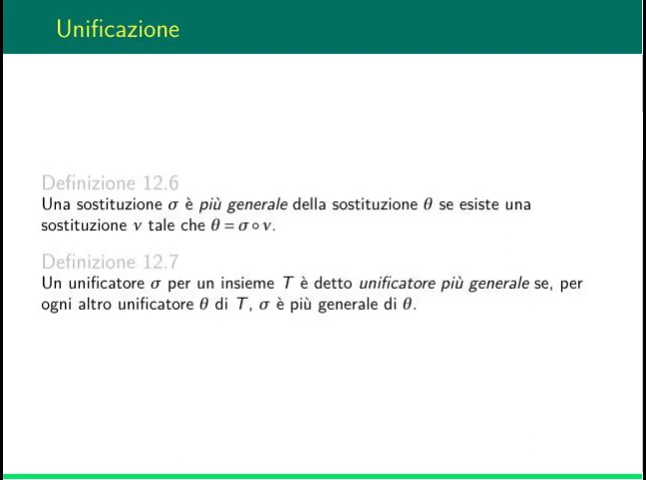 Unificazione
Definizione 12.6
Una sostituzione σ è più generale della sostituzione θ se esiste una
sostituzione ν tale che θ = σ ∘ ν.
Definizione 12.7
Un unificatore σ per un insieme T è detto unificatore più generale se, per
ogni altro unificatore θ di T, σ è più generale di θ.